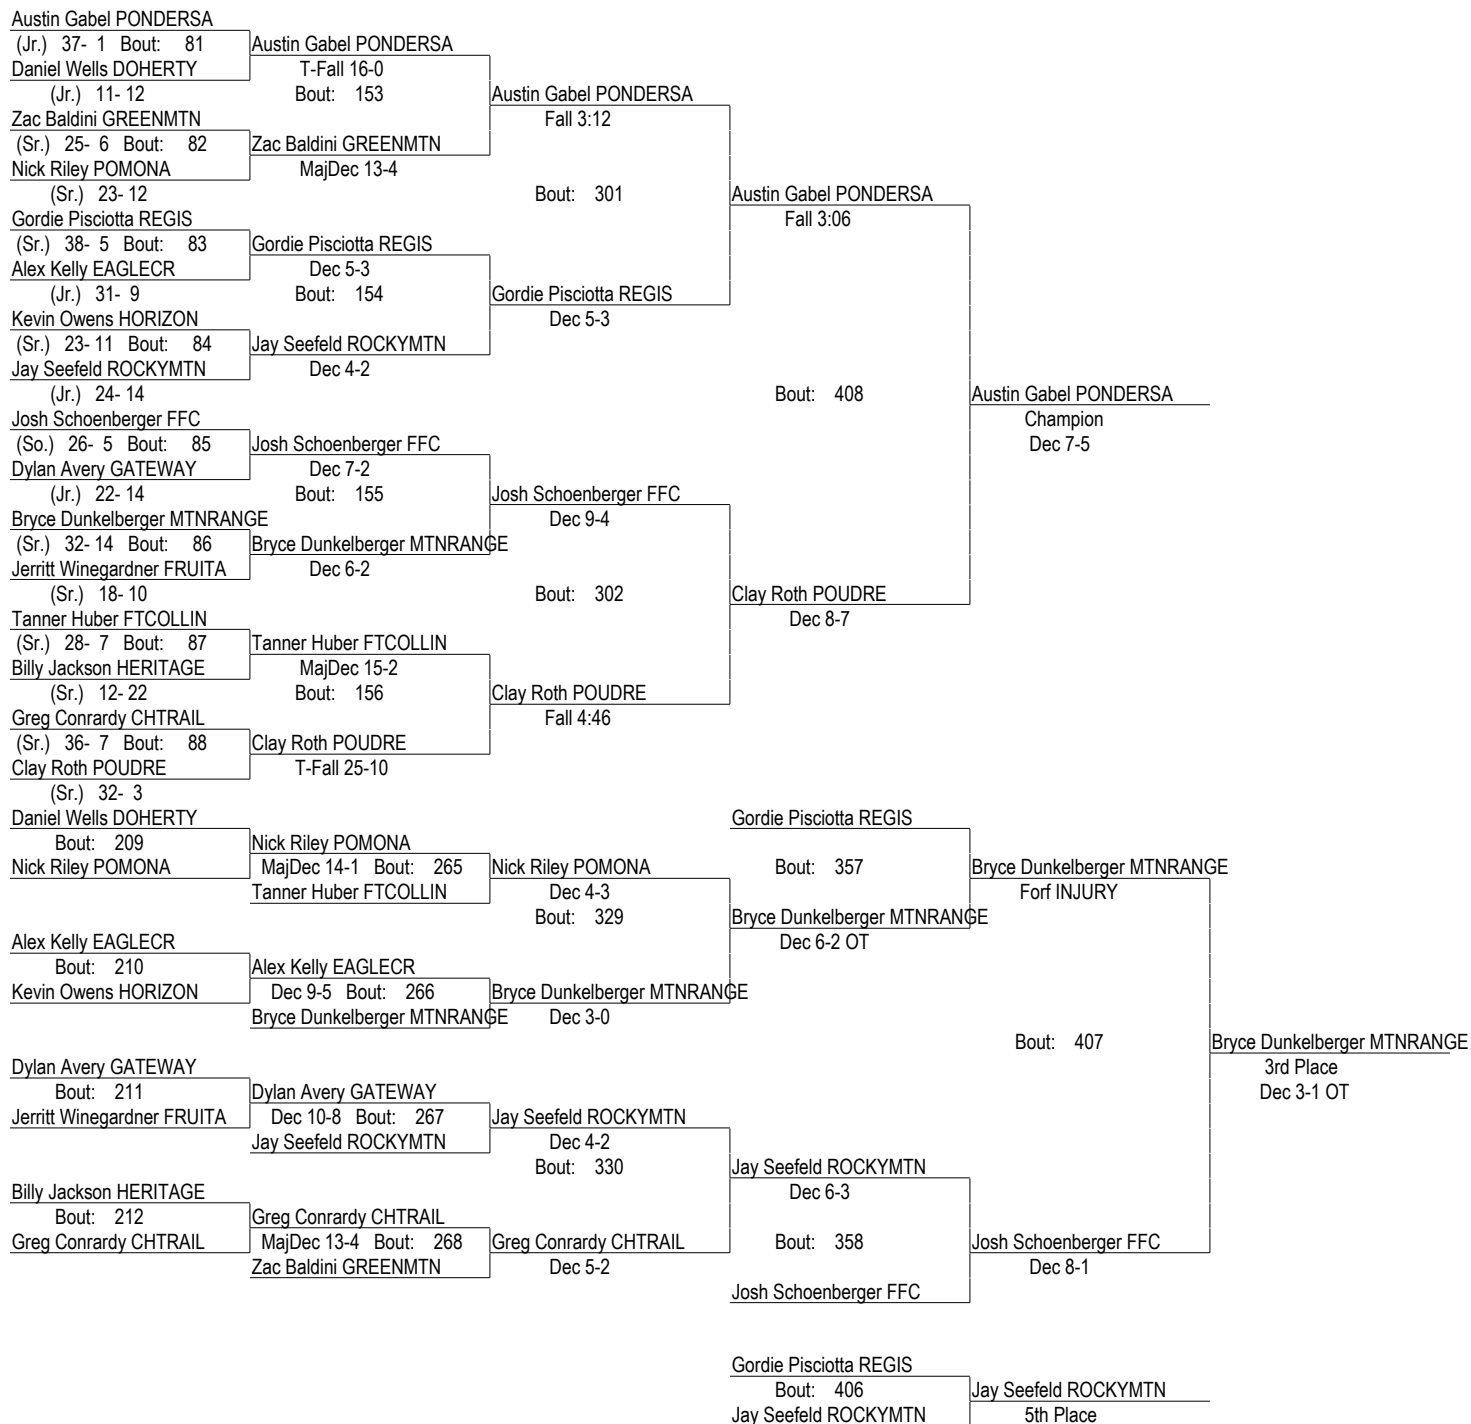 Austin Gabel PONDERSA
(Jr.) 37- 1 Bout: 81 Austin Gabel PONDERSA
Daniel Wells DOHERTY T-Fall 16-0
(Jr.) 11- 12 Bout: 153 Austin Gabel PONDERSA
Zac Baldini GREENMTN Fall 3:12
(Sr.) 25- 6 Bout: 82 Zac Baldini GREENMTN
Nick Riley POMONA MajDec 13-4
(Sr.) 23- 12 Bout: 301 Austin Gabel PONDERSA
Gordie Pisciotta REGIS Fall 3:06
(Sr.) 38- 5 Bout: 83 Gordie Pisciotta REGIS
Alex Kelly EAGLECR Dec 5-3
(Jr.) 31- 9 Bout: 154 Gordie Pisciotta REGIS
Kevin Owens HORIZON Dec 5-3
(Sr.) 23- 11 Bout: 84 Jay Seefeld ROCKYMTN
Jay Seefeld ROCKYMTN Dec 4-2
(Jr.) 24- 14 Bout: 408 Austin Gabel PONDERSA
Josh Schoenberger FFC Champion
(So.) 26- 5 Bout: 85 Josh Schoenberger FFC Dec 7-5
Dylan Avery GATEWAY Dec 7-2
(Jr.) 22- 14 Bout: 155 Josh Schoenberger FFC
Bryce Dunkelberger MTNRANGE Dec 9-4
(Sr.) 32- 14 Bout: 86 Bryce Dunkelberger MTNRANGE
Jerritt Winegardner FRUITA Dec 6-2
(Sr.) 18- 10 Bout: 302 Clay Roth POUDRE
Tanner Huber FTCOLLIN Dec 8-7
(Sr.) 28- 7 Bout: 87 Tanner Huber FTCOLLIN
Billy Jackson HERITAGE MajDec 15-2
(Sr.) 12- 22 Bout: 156 Clay Roth POUDRE
Greg Conrardy CHTRAIL Fall 4:46
(Sr.) 36- 7 Bout: 88 Clay Roth POUDRE
Clay Roth POUDRE T-Fall 25-10
(Sr.) 32- 3
Daniel Wells DOHERTY Gordie Pisciotta REGIS
Bout: 209 Nick Riley POMONA
Nick Riley POMONA MajDec 14-1 Bout: 265 Nick Riley POMONA Bout: 357 Bryce Dunkelberger MTNRANGE
Tanner Huber FTCOLLIN Dec 4-3 Forf INJURY
Bout: 329 Bryce Dunkelberger MTNRANGE
Alex Kelly EAGLECR Dec 6-2 OT
Bout: 210 Alex Kelly EAGLECR
Kevin Owens HORIZON Dec 9-5 Bout: 266 Bryce Dunkelberger MTNRANGE
Bryce Dunkelberger MTNRANGE Dec 3-0
Bout: 407 Bryce Dunkelberger MTNRANGE
Dylan Avery GATEWAY 3rd Place
Bout: 211 Dylan Avery GATEWAY Dec 3-1 OT
Jerritt Winegardner FRUITA Dec 10-8 Bout: 267 Jay Seefeld ROCKYMTN
Jay Seefeld ROCKYMTN Dec 4-2
Bout: 330 Jay Seefeld ROCKYMTN
Billy Jackson HERITAGE Dec 6-3
Bout: 212 Greg Conrardy CHTRAIL
Greg Conrardy CHTRAIL MajDec 13-4 Bout: 268 Greg Conrardy CHTRAIL Bout: 358 Josh Schoenberger FFC
Zac Baldini GREENMTN Dec 5-2 Dec 8-1
Josh Schoenberger FFC
Gordie Pisciotta REGIS
Bout: 406 Jay Seefeld ROCKYMTN
Jay Seefeld ROCKYMTN 5th Place